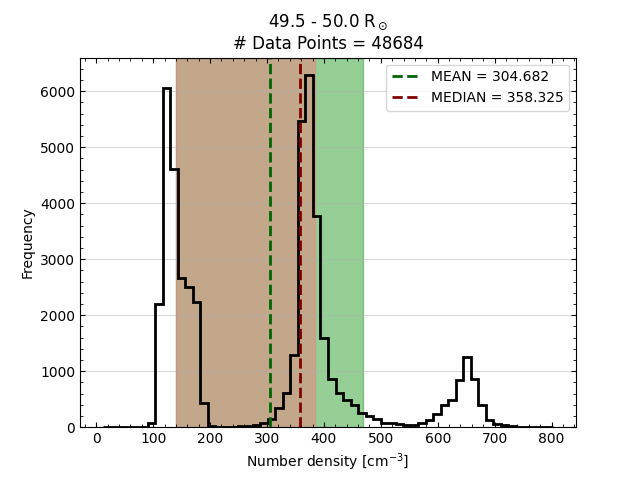 49.5 - 50.0 R⊙
# Data Points = 48684
MEAN = 304.682
MEDIAN = 358.325
Frequency
6000
5000
4000
3000
2000
1000
0
0 100 200 300 400 500 600 700 800
Number density [cm⁻³]